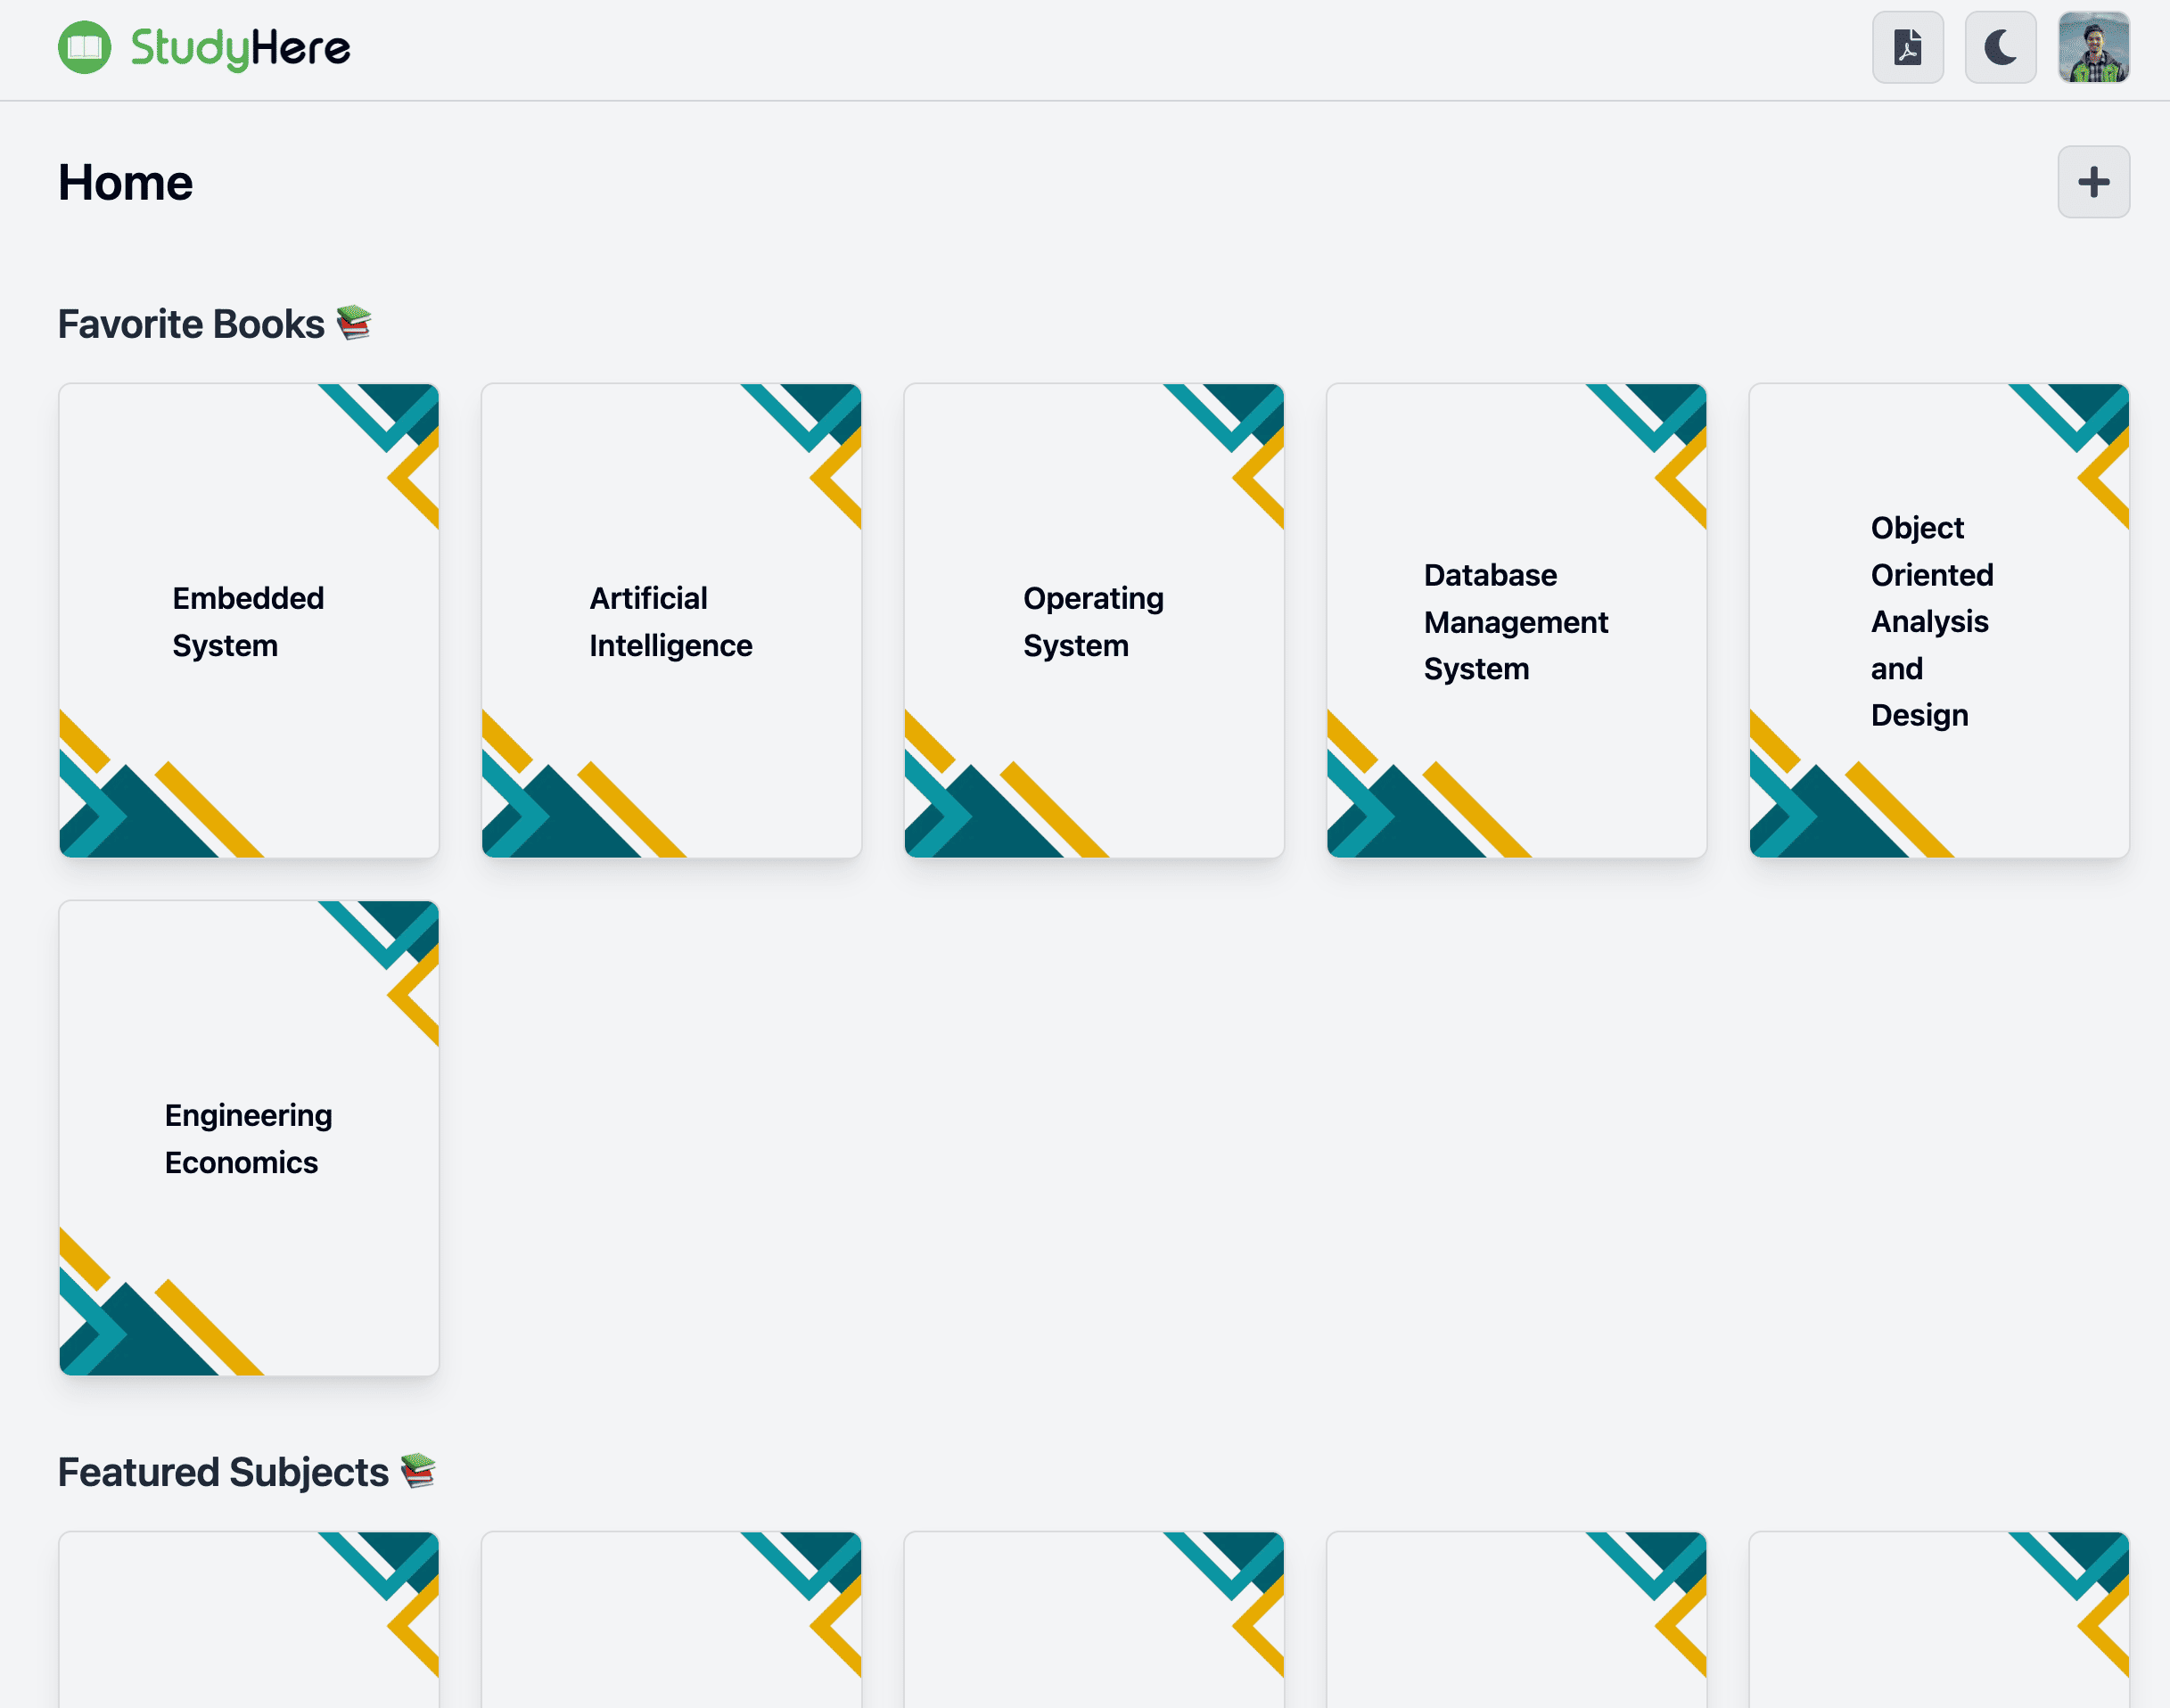 StudyHere
Home
Favorite Books
Embedded
System
Artificial
Intelligence
Operating
System
Database
Management
System
Object
Oriented
Analysis
and
Design
Engineering
Economics
Featured Subjects